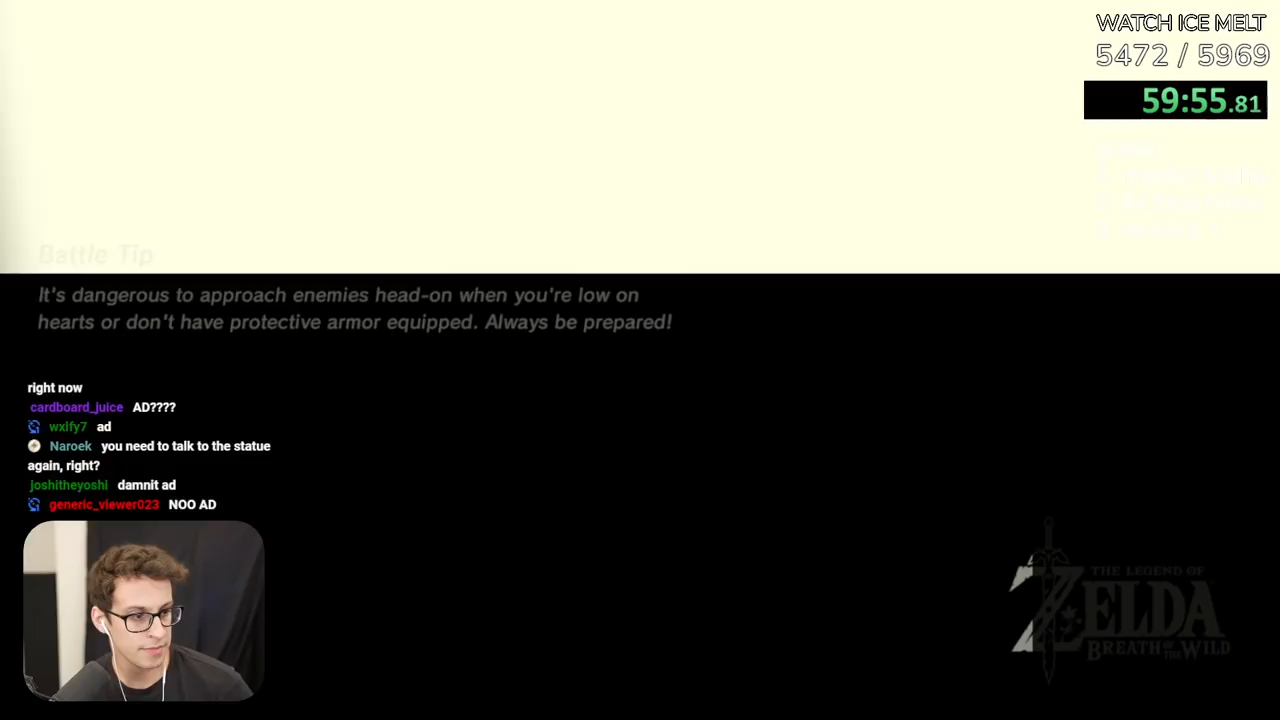 WATCH ICE MELT
5472 / 5969
59:55.81
Battle Tip
It's dangerous to approach enemies head-on when you're low on
hearts or don't have protective armor equipped. Always be prepared!
right now
cardboard_juice AD????
wxlfy7 ad
Naroek you need to talk to the statue
again, right?
joshitheyoshi damnit ad
generic_viewer023 NOO AD
THE LEGEND OF
ZELDA
BREATH OF THE WILD